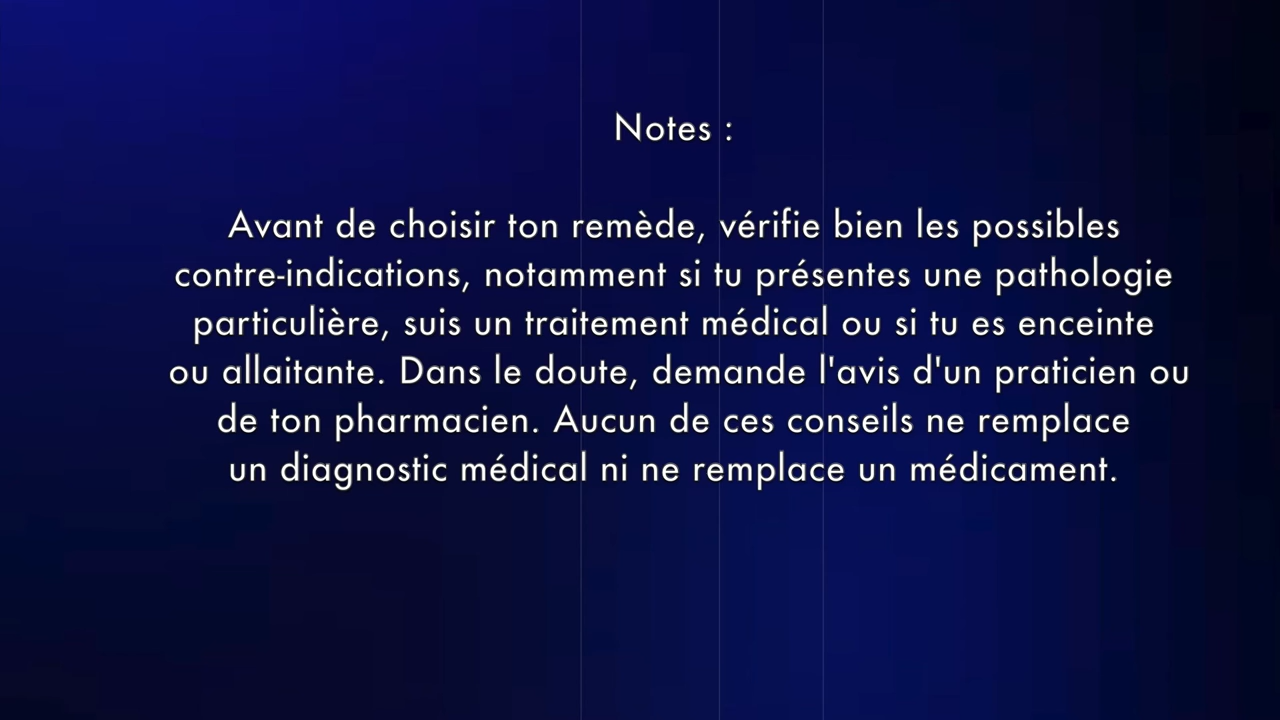 Notes :
Avant de choisir ton remède, vérifie bien les possibles
contre-indications, notamment si tu présentes une pathologie
particulière, suis un traitement médical ou si tu es enceinte
ou allaitante. Dans le doute, demande l'avis d'un praticien ou
de ton pharmacien. Aucun de ces conseils ne remplace
un diagnostic médical ni ne remplace un médicament.